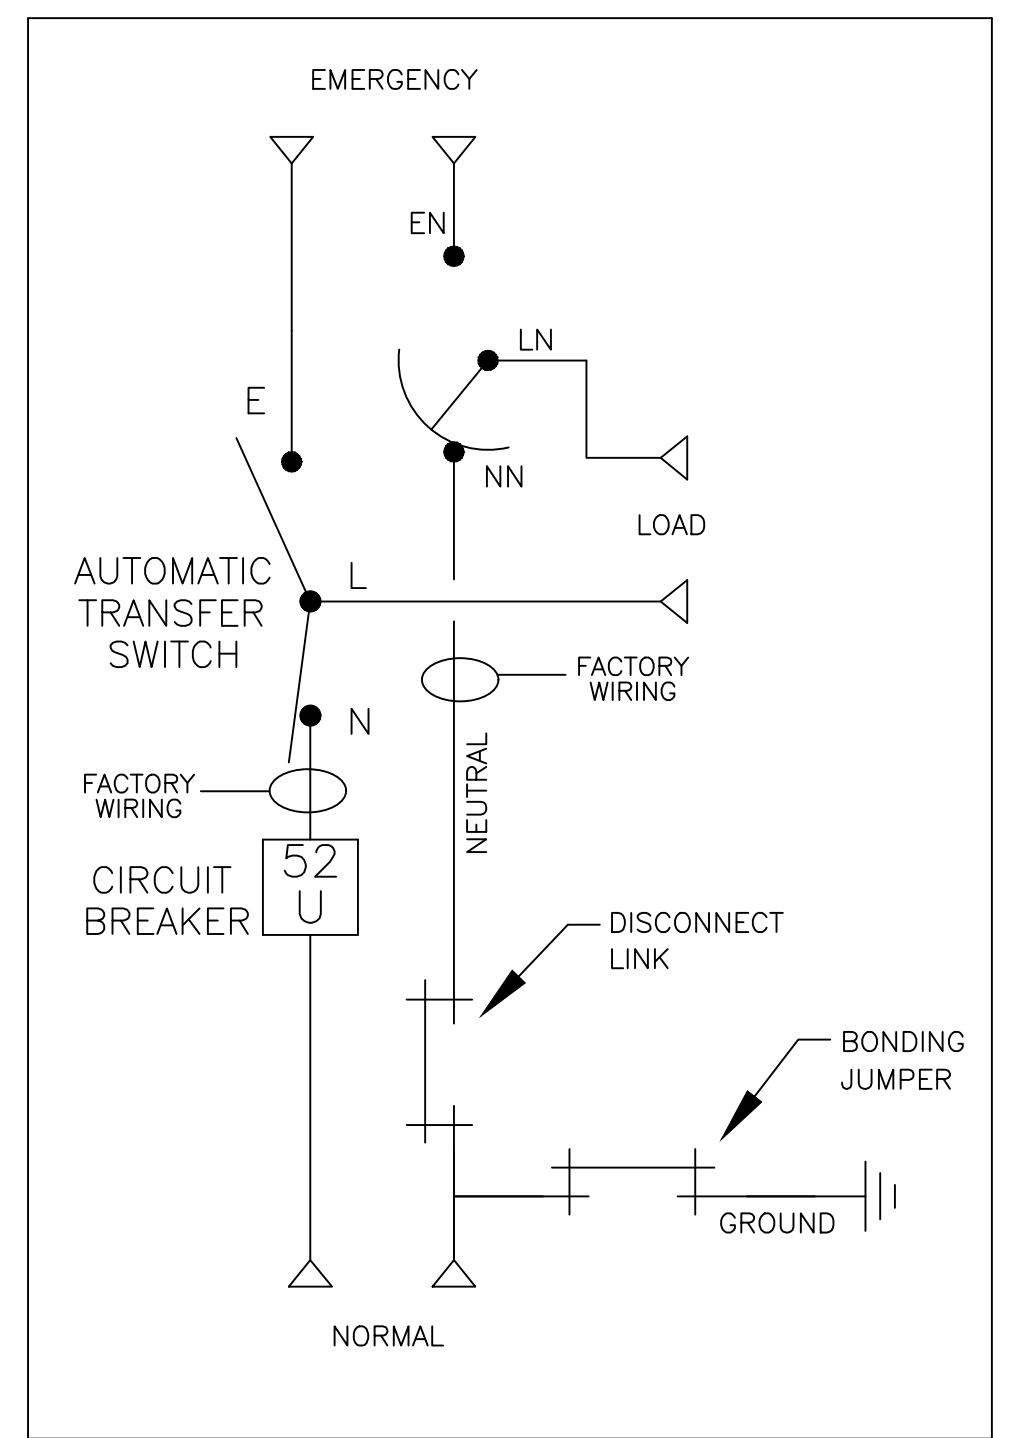 EMERGENCY
EN
LN
E
NN
LOAD
AUTOMATIC
TRANSFER
SWITCH
L
FACTORY
WIRING
N
NEUTRAL
FACTORY
WIRING
52
U
CIRCUIT
BREAKER
DISCONNECT
LINK
BONDING
JUMPER
GROUND
NORMAL